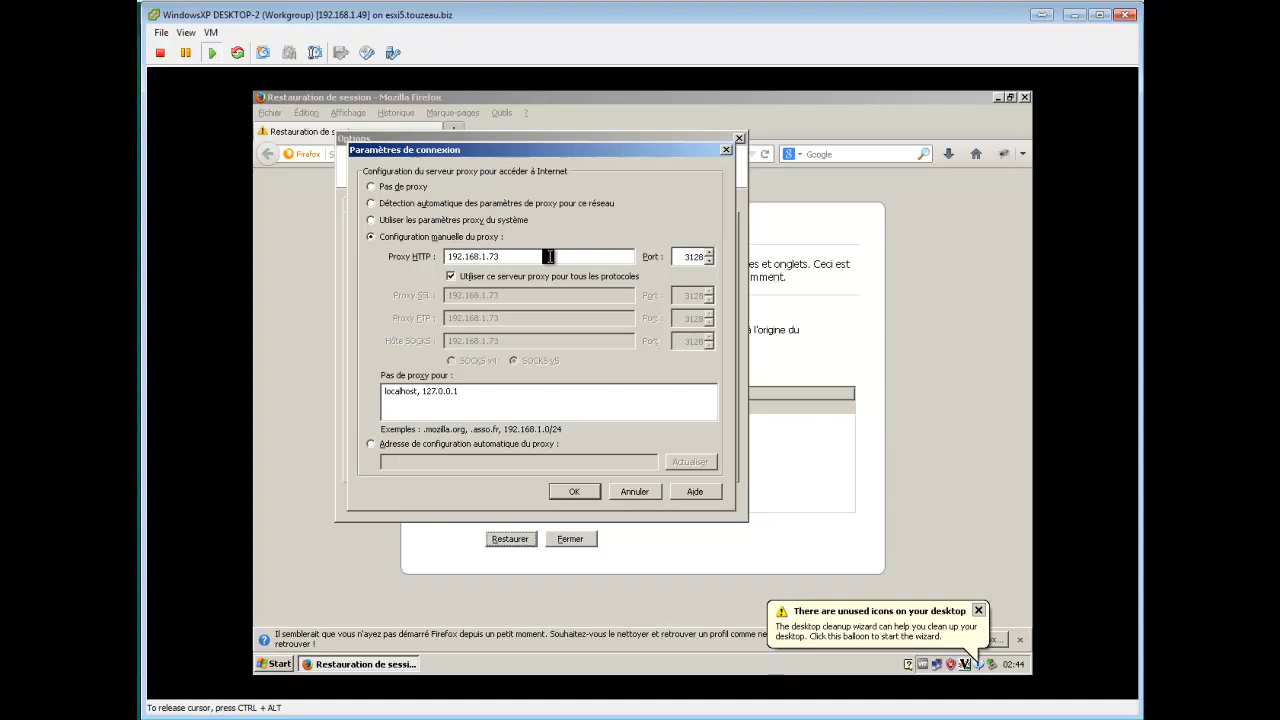 WindowsXP DESKTOP-2 (Workgroup) [192.168.1.49] on esxi5.touzeau.biz
File View VM
Restauration de session - Mozilla Firefox
Fichier Édition Affichage Historique Marque-pages Outils ?
Restauration de s
Options
Firefox
Google
Paramètres de connexion
Configuration du serveur proxy pour accéder à Internet
Pas de proxy
Détection automatique des paramètres de proxy pour ce réseau
Utiliser les paramètres proxy du système
Configuration manuelle du proxy :
Proxy HTTP : 192.168.1.73 Port : 3128
es et onglets. Ceci est
mment.
Utiliser ce serveur proxy pour tous les protocoles
Proxy SSL : 192.168.1.73 Port : 3128
Proxy FTP : 192.168.1.73 Port : 3128
à l'origine du
Hôte SOCKS : 192.168.1.73 Port : 3128
SOCKS v4 SOCKS v5
Pas de proxy pour :
localhost, 127.0.0.1
Exemples : .mozilla.org, .asso.fr, 192.168.1.0/24
Adresse de configuration automatique du proxy :
Actualiser
OK Annuler Aide
Restaurer Fermer
There are unused icons on your desktop
The desktop cleanup wizard can help you clean up your
desktop. Click this balloon to start the wizard.
Il semblerait que vous n'ayez pas démarré Firefox depuis un petit moment. Souhaitez-vous le nettoyer et retrouver un profil comme ne
retrouver !
Start Restauration de sessi... 02:44
To release cursor, press CTRL + ALT